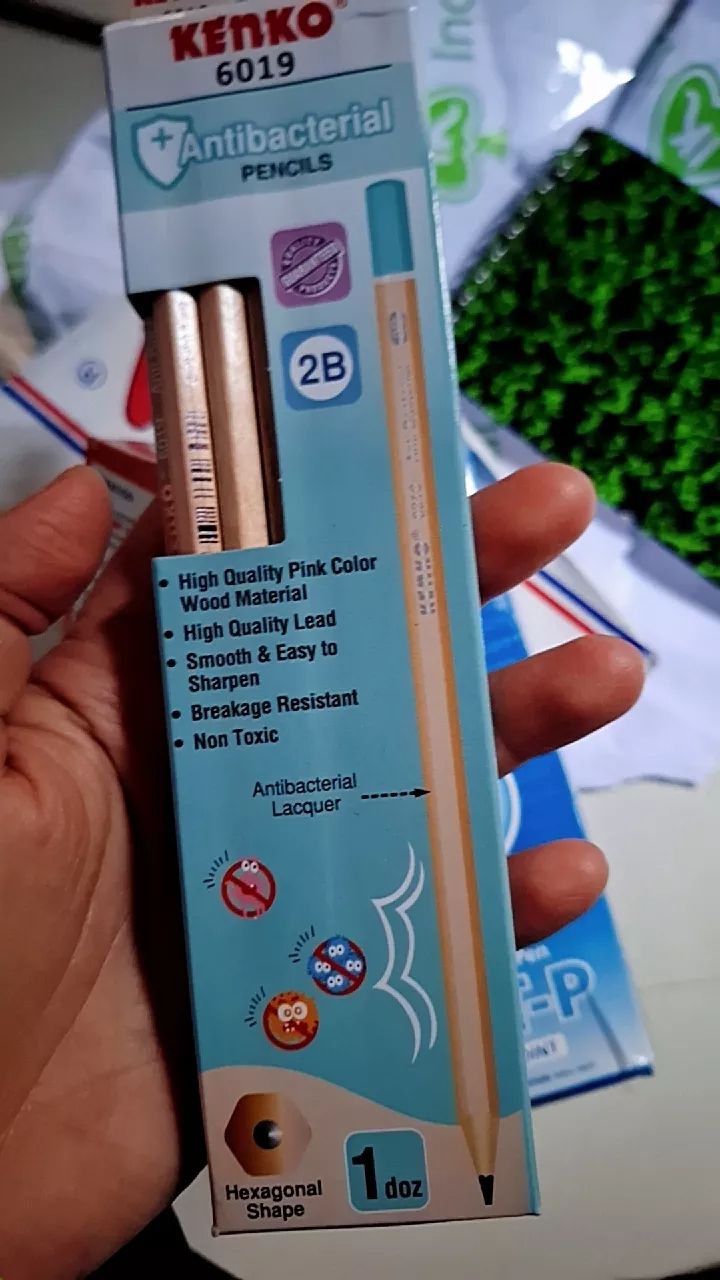 KENKO
6019
Antibacterial
PENCILS
2B
• High Quality Pink Color
Wood Material
• High Quality Lead
• Smooth & Easy to
Sharpen
• Breakage Resistant
• Non Toxic
Antibacterial
Lacquer
Hexagonal
Shape
1 doz